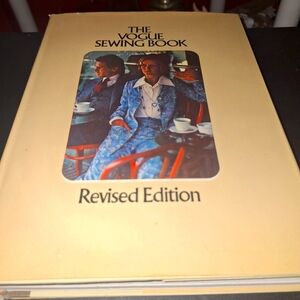 THE
VOGUE
SEWING BOOK
Revised Edition